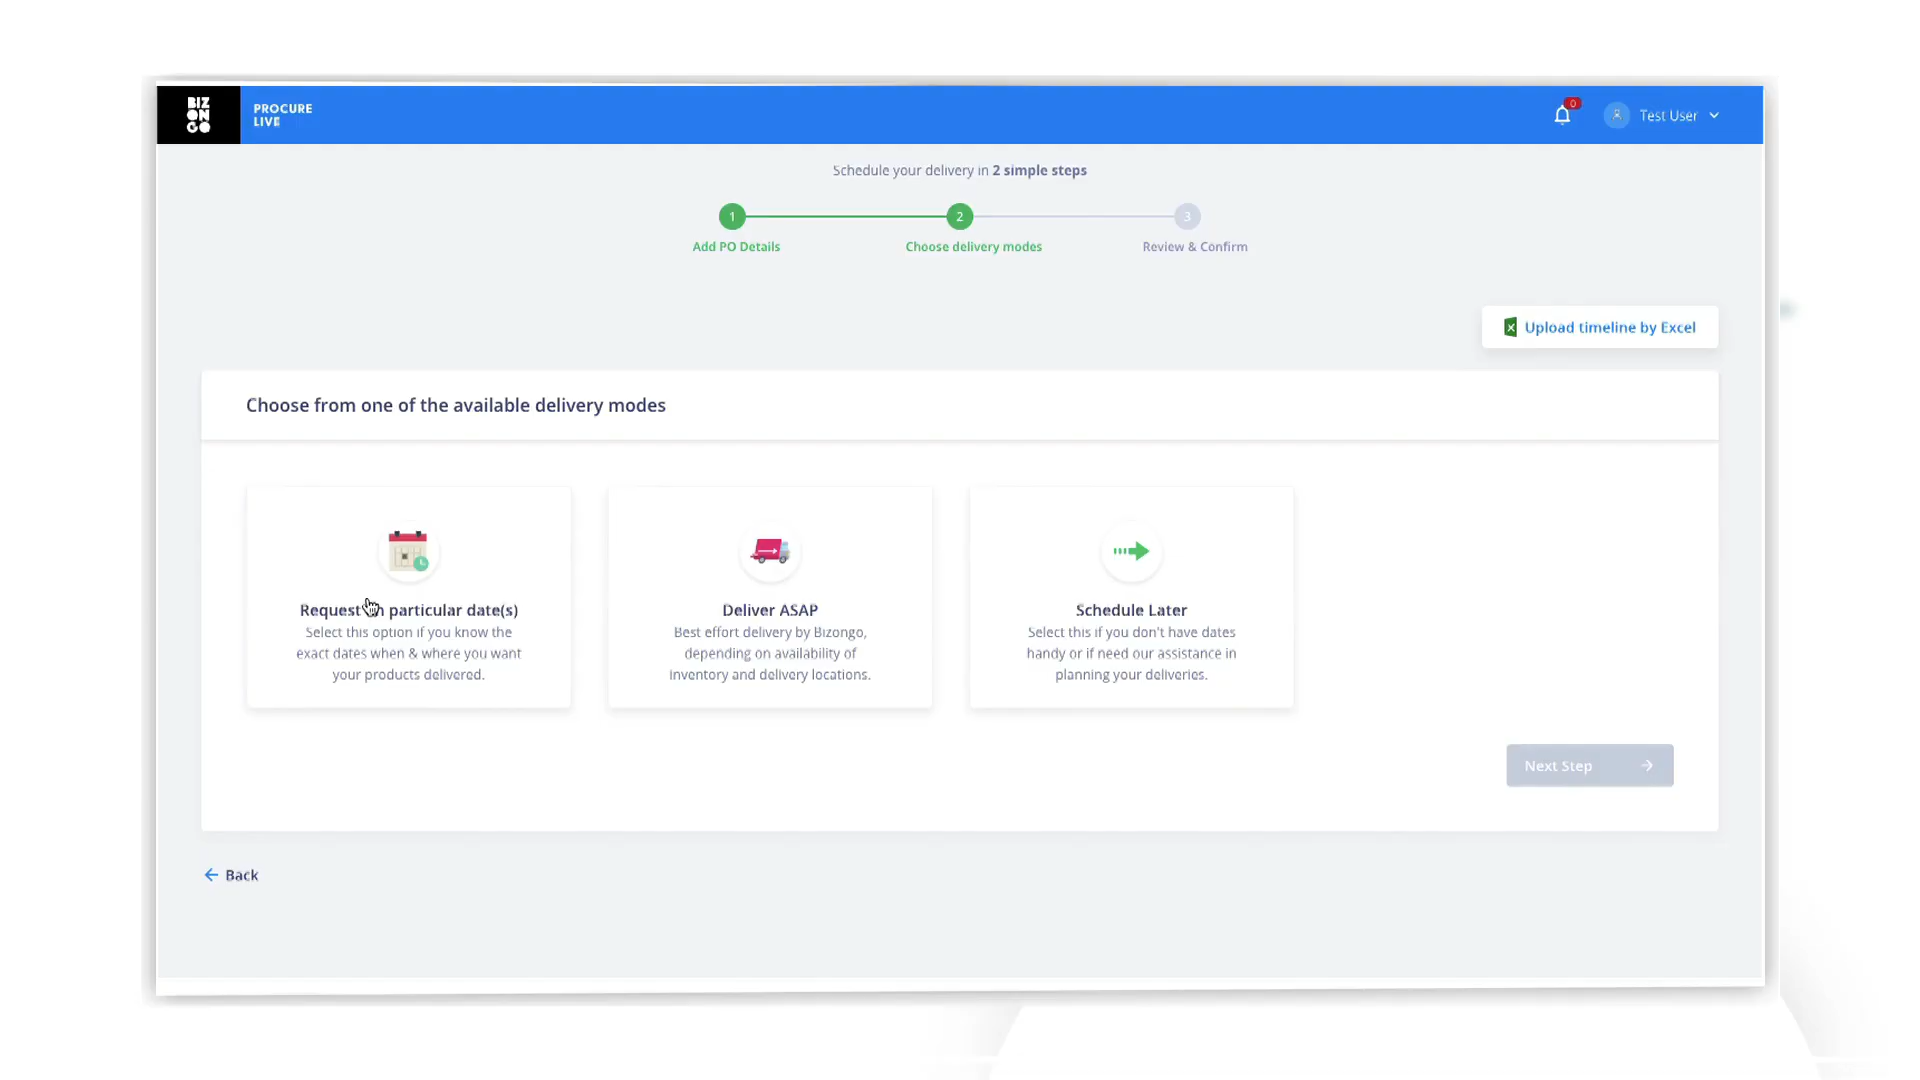 BIZ
ON
GO
PROCURE
LIVE
0
Test User
Schedule your delivery in 2 simple steps
1
2
3
Add PO Details
Choose delivery modes
Review & Confirm
Upload timeline by Excel
Choose from one of the available delivery modes
Request particular date(s)
Select this option if you know the
exact dates when & where you want
your products delivered.
Deliver ASAP
Best effort delivery by Bizongo,
depending on availability of
inventory and delivery locations.
Schedule Later
Select this if you don't have dates
handy or if need our assistance in
planning your deliveries.
Next Step
Back